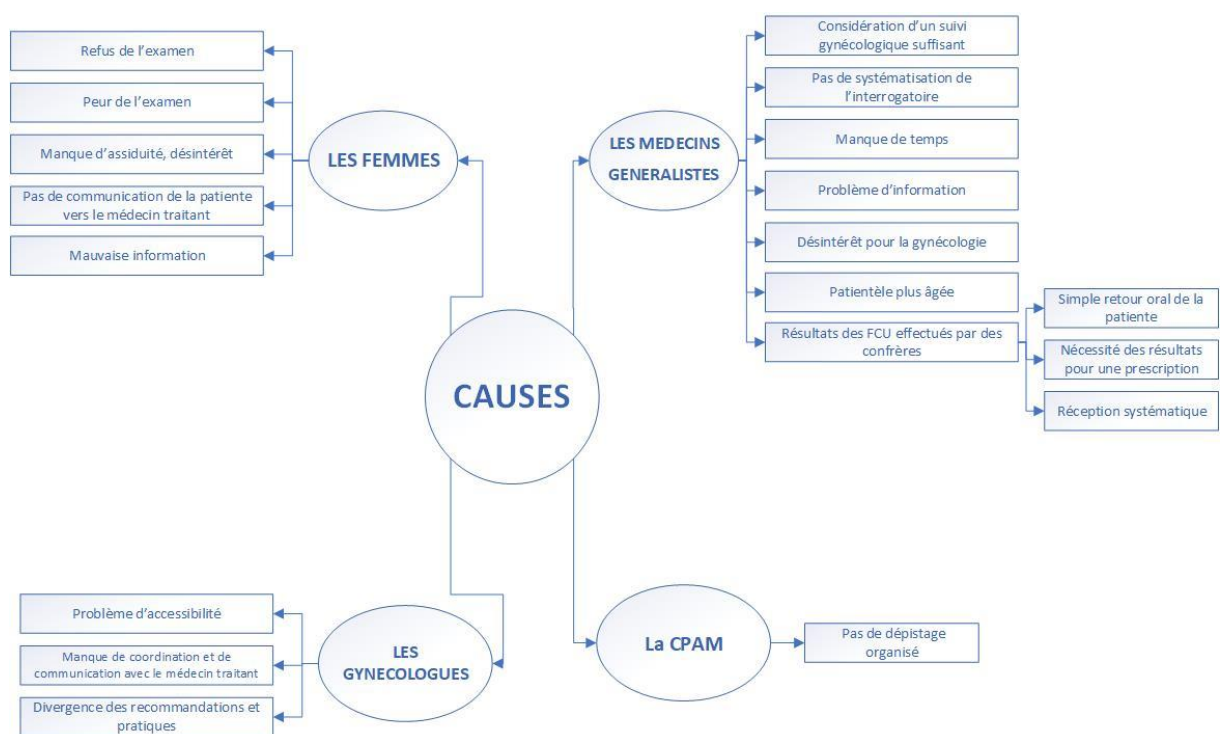 CAUSES
LES FEMMES
Refus de l'examen
Peur de l'examen
Manque d'assiduité, désintérêt
Pas de communication de la patiente
vers le médecin traitant
Mauvaise information
LES MEDECINS
GENERALISTES
Considération d'un suivi
gynécologique suffisant
Pas de systématisation de
l'interrogatoire
Manque de temps
Problème d'information
Désintérêt pour la gynécologie
Patientèle plus âgée
Résultats des FCU effectués par des
confrères
Simple retour oral de la
patiente
Nécessité des résultats
pour une prescription
Réception systématique
LES
GYNECOLOGUES
Problème d'accessibilité
Manque de coordination et de
communication avec le médecin traitant
Divergence des recommandations et
pratiques
La CPAM
Pas de dépistage
organisé